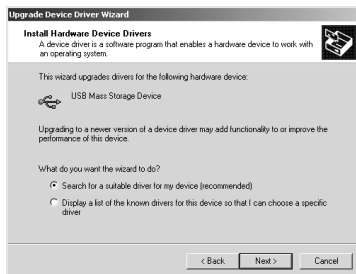 Upgrade Device Driver Wizard
Install Hardware Device Drivers
A device driver is a software program that enables a hardware device to work with
an operating system.
This wizard upgrades drivers for the following hardware device:
USB Mass Storage Device
Upgrading to a newer version of a device driver may add functionality to or improve the
performance of this device.
What do you want the wizard to do?
Search for a suitable driver for my device (recommended)
Display a list of the known drivers for this device so that I can choose a specific
driver
< Back
Next >
Cancel